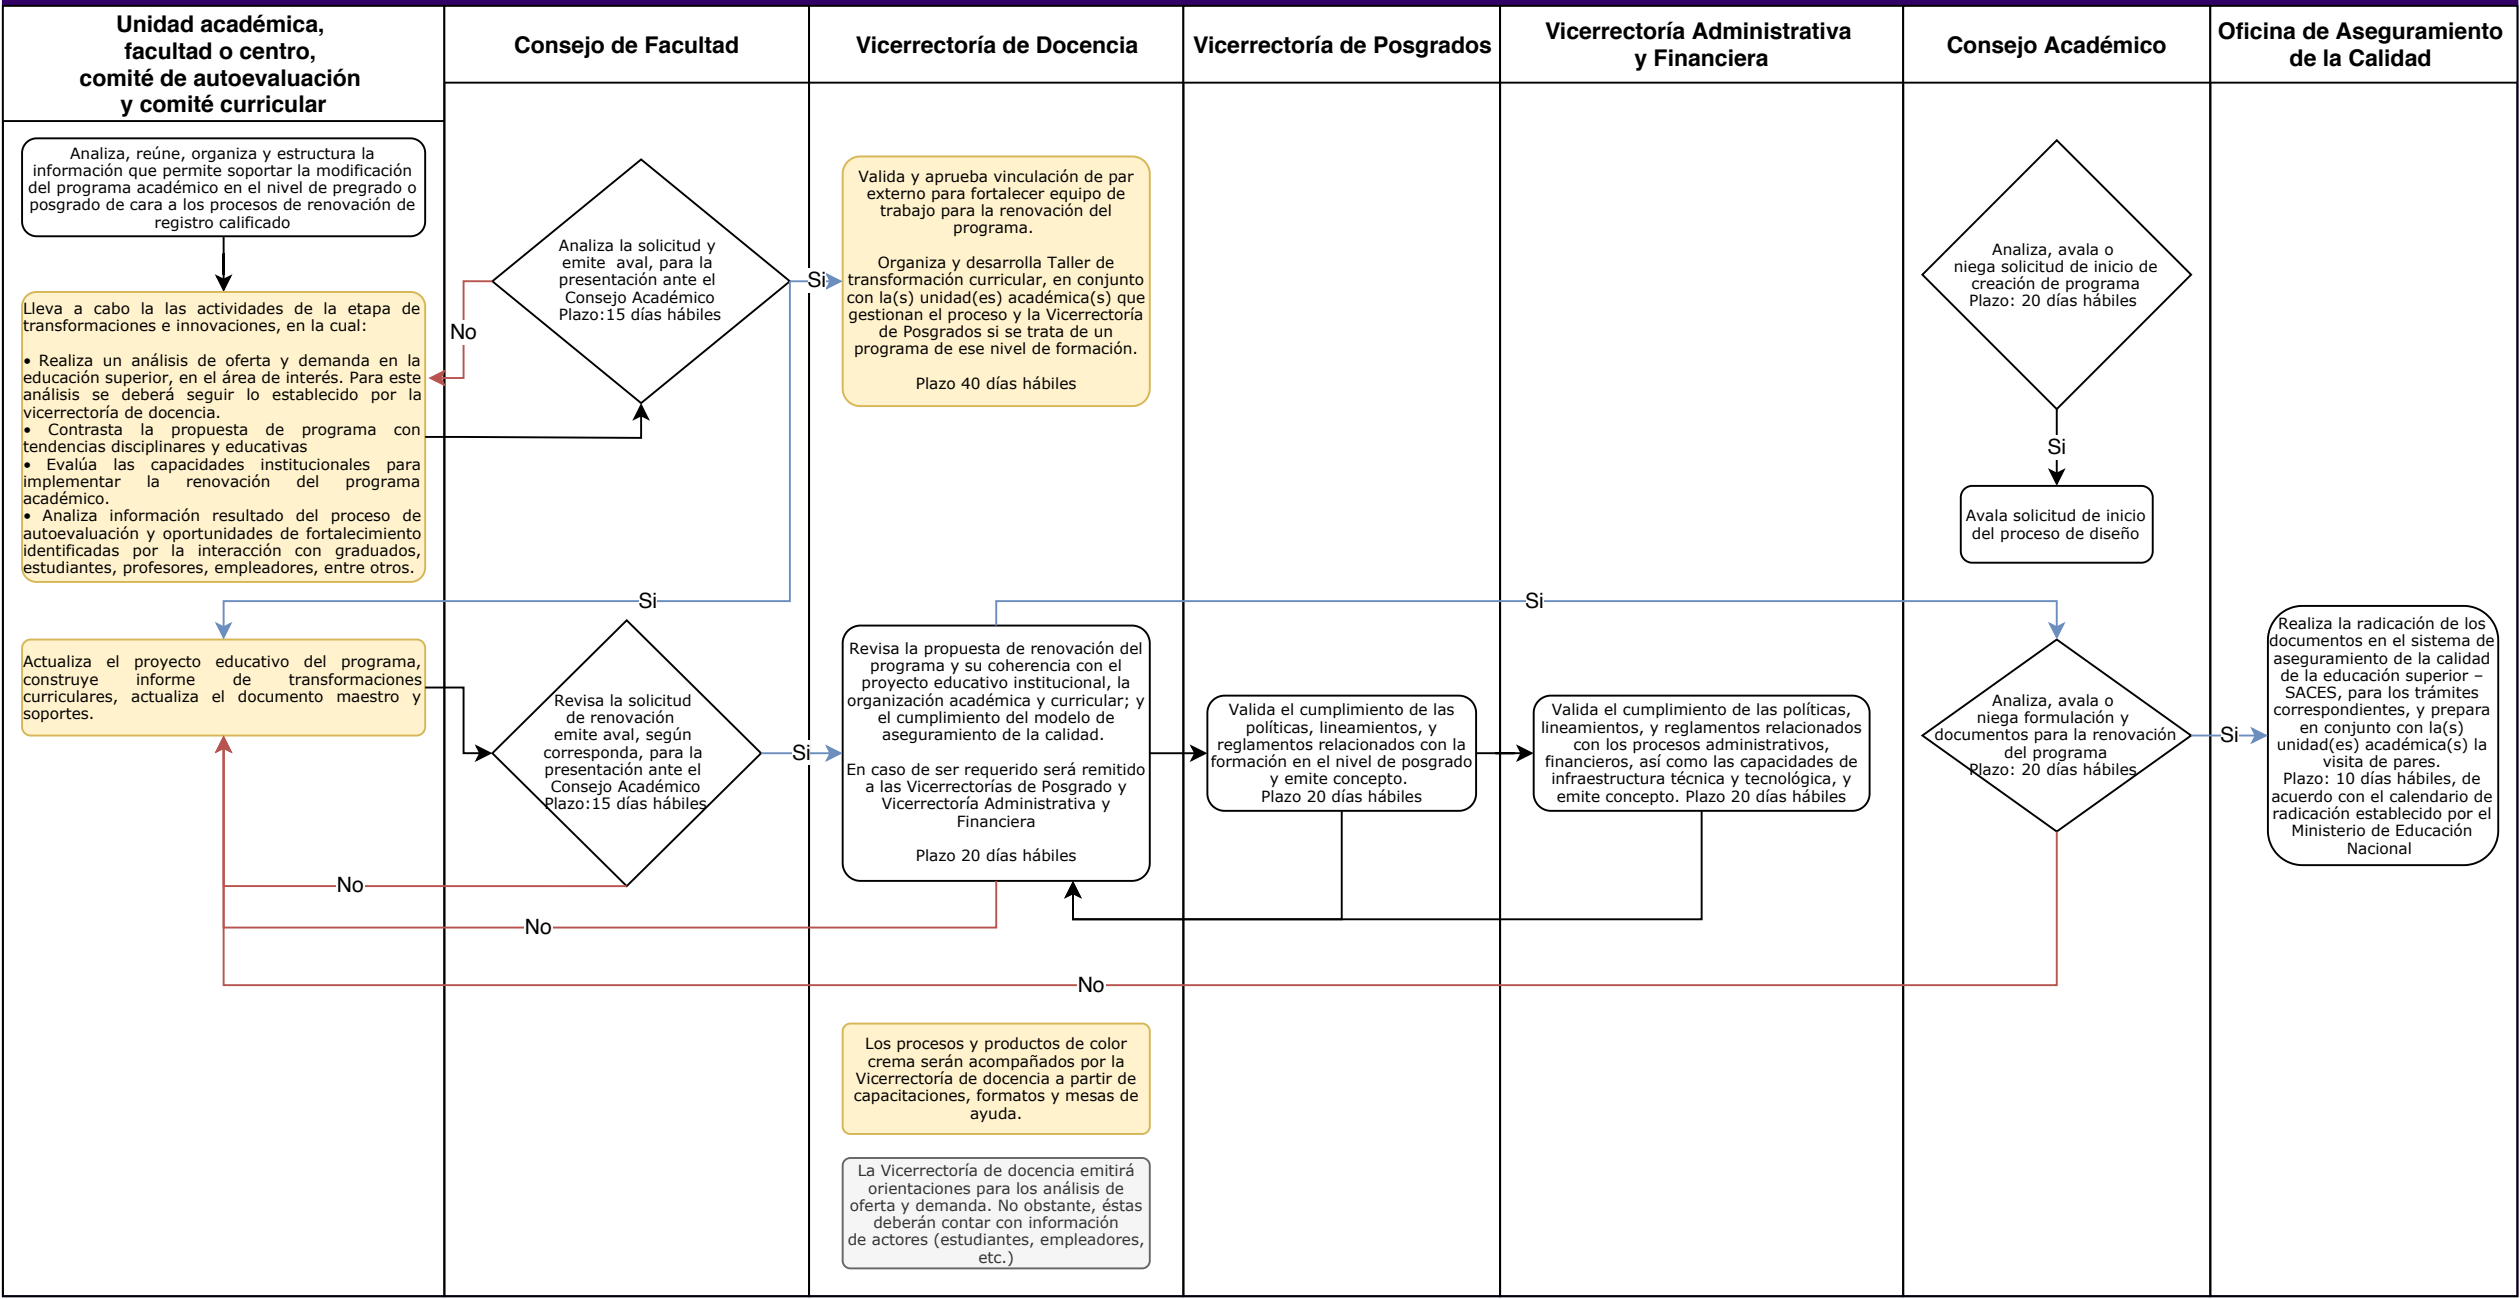 Unidad académica,
facultad o centro,
comité de autoevaluación
y comité curricular
Consejo de Facultad
Vicerrectoría de Docencia
Vicerrectoría de Posgrados
Vicerrectoría Administrativa
y Financiera
Consejo Académico
Oficina de Aseguramiento
de la Calidad
Analiza, reúne, organiza y estructura la
información que permite soportar la modificación
del programa académico en el nivel de pregrado o
posgrado de cara a los procesos de renovación de
registro calificado
Lleva a cabo la las actividades de la etapa de
transformaciones e innovaciones, en la cual:
• Realiza un análisis de oferta y demanda en la
educación superior, en el área de interés. Para este
análisis se deberá seguir lo establecido por la
vicerrectoría de docencia.
• Contrasta la propuesta de programa con
tendencias disciplinares y educativas
• Evalúa las capacidades institucionales para
implementar la renovación del programa
académico.
• Analiza información resultado del proceso de
autoevaluación y oportunidades de fortalecimiento
identificadas por la interacción con graduados,
estudiantes, profesores, empleadores, entre otros.
No
Analiza la solicitud y
emite aval, para la
presentación ante el
Consejo Académico
Plazo:15 días hábiles
Si
Valida y aprueba vinculación de par
externo para fortalecer equipo de
trabajo para la renovación del
programa.
Organiza y desarrolla Taller de
transformación curricular, en conjunto
con la(s) unidad(es) académica(s) que
gestionan el proceso y la Vicerrectoría
de Posgrados si se trata de un
programa de ese nivel de formación.
Plazo 40 días hábiles
Analiza, avala o
niega solicitud de inicio de
creación de programa
Plazo: 20 días hábiles
Si
Avala solicitud de inicio
del proceso de diseño
Si
Si
Actualiza el proyecto educativo del programa,
construye informe de transformaciones
curriculares, actualiza el documento maestro y
soportes.
Revisa la solicitud
de renovación
emite aval, según
corresponda, para la
presentación ante el
Consejo Académico
Plazo:15 días hábiles
Si
Revisa la propuesta de renovación del
programa y su coherencia con el
proyecto educativo institucional, la
organización académica y curricular; y
el cumplimiento del modelo de
aseguramiento de la calidad.
En caso de ser requerido será remitido
a las Vicerrectorías de Posgrado y
Vicerrectoría Administrativa y
Financiera
Plazo 20 días hábiles
Valida el cumplimiento de las
políticas, lineamientos, y
reglamentos relacionados con la
formación en el nivel de posgrado
y emite concepto.
Plazo 20 días hábiles
Valida el cumplimiento de las políticas,
lineamientos, y reglamentos relacionados
con los procesos administrativos,
financieros, así como las capacidades de
infraestructura técnica y tecnológica, y
emite concepto. Plazo 20 días hábiles
Analiza, avala o
niega formulación y
documentos para la renovación
del programa
Plazo: 20 días hábiles
Si
Realiza la radicación de los
documentos en el sistema de
aseguramiento de la calidad
de la educación superior –
SACES, para los trámites
correspondientes, y prepara
en conjunto con la(s)
unidad(es) académica(s) la
visita de pares.
Plazo: 10 días hábiles, de
acuerdo con el calendario de
radicación establecido por el
Ministerio de Educación
Nacional
No
No
No
Los procesos y productos de color
crema serán acompañados por la
Vicerrectoría de docencia a partir de
capacitaciones, formatos y mesas de
ayuda.
La Vicerrectoría de docencia emitirá
orientaciones para los análisis de
oferta y demanda. No obstante, éstas
deberán contar con información
de actores (estudiantes, empleadores,
etc.)